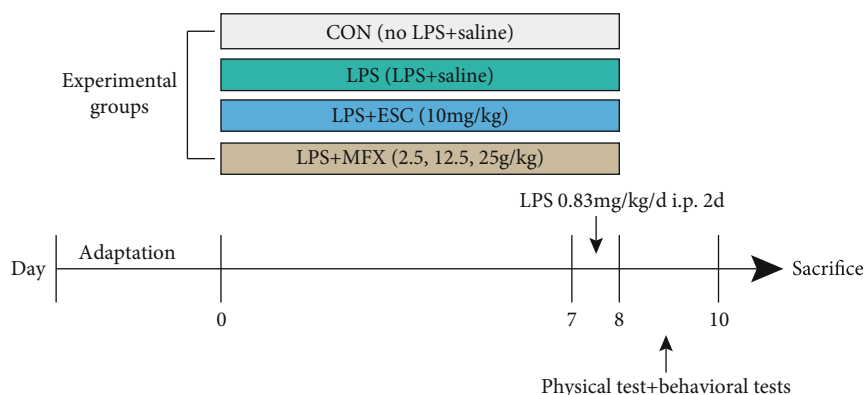 CON (no LPS+saline)
LPS (LPS+saline)
Experimental
groups
LPS+ESC (10mg/kg)
LPS+MFX (2.5, 12.5, 25g/kg)
LPS 0.83mg/kg/d i.p. 2d
Adaptation
Day
Sacrifice
0
7
8
10
Physical test+behavioral tests